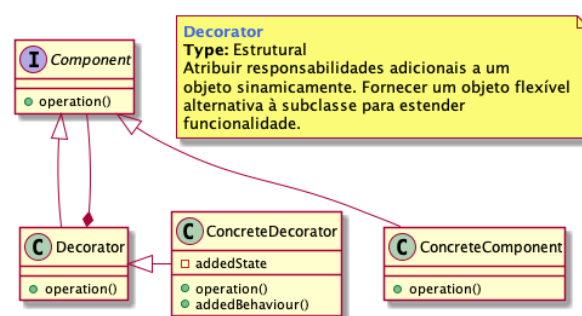 Decorator
Type: Estrutural
Atribuir responsabilidades adicionais a um
objeto sinamicamente. Fornecer um objeto flexível
alternativa à subclasse para estender
funcionalidade.
I Component
operation()
C Decorator
operation()
C ConcreteDecorator
addedState
operation()
addedBehaviour()
C ConcreteComponent
operation()